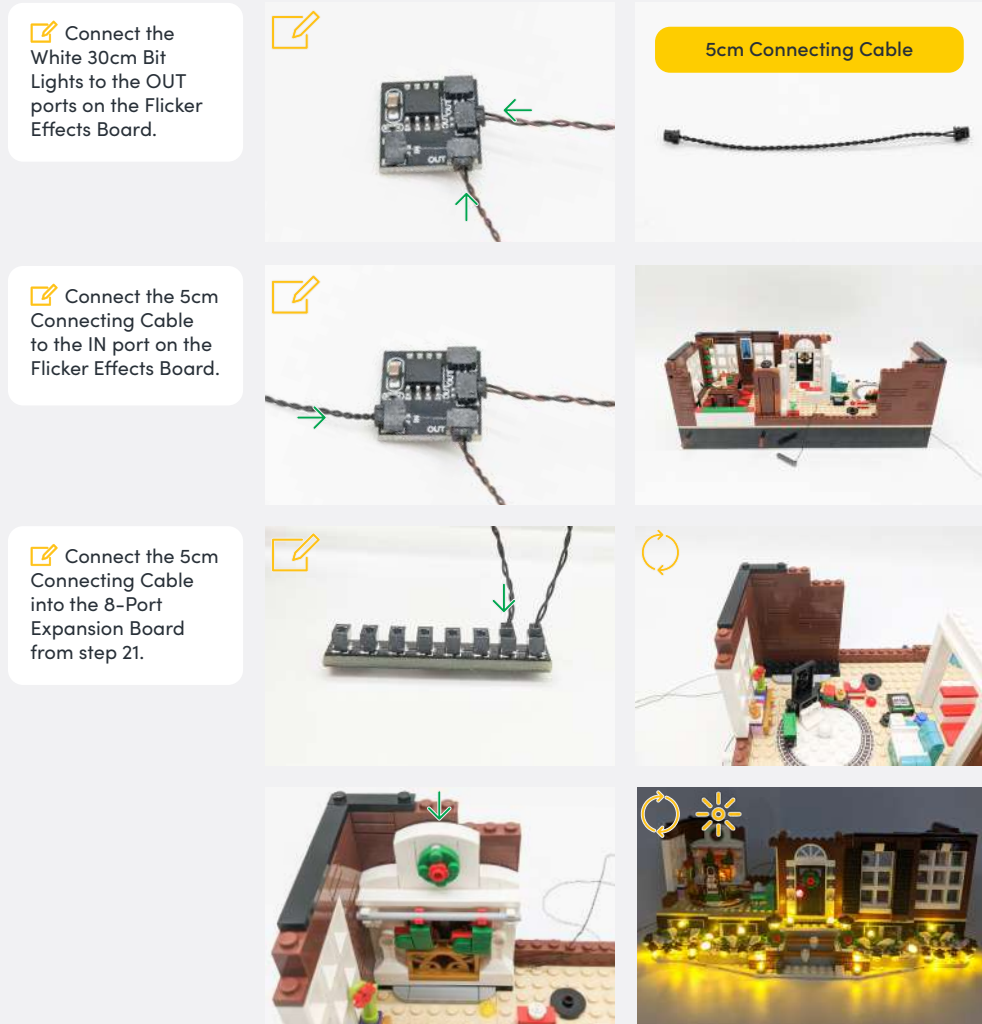 Connect the
White 30cm Bit
Lights to the OUT
ports on the Flicker
Effects Board.
OUT
OUT
5cm Connecting Cable
Connect the 5cm
Connecting Cable
to the IN port on the
Flicker Effects Board.
OUT
Connect the 5cm
Connecting Cable
into the 8-Port
Expansion Board
from step 21.